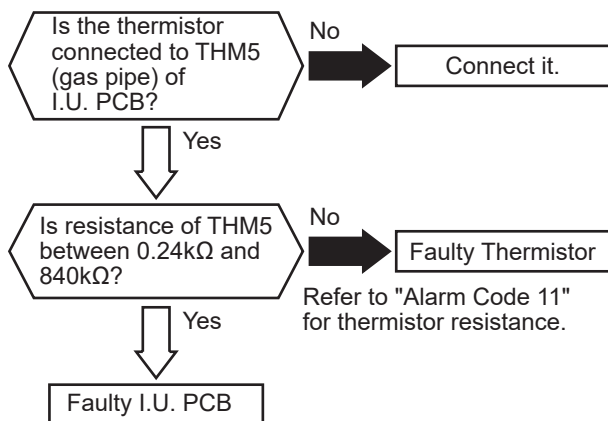 Is the thermistor
connected to THM5
(gas pipe) of
I.U. PCB?
No
Connect it.
Yes
Is resistance of THM5
between 0.24kΩ and
840kΩ?
No
Faulty Thermistor
Refer to "Alarm Code 11"
for thermistor resistance.
Yes
Faulty I.U. PCB